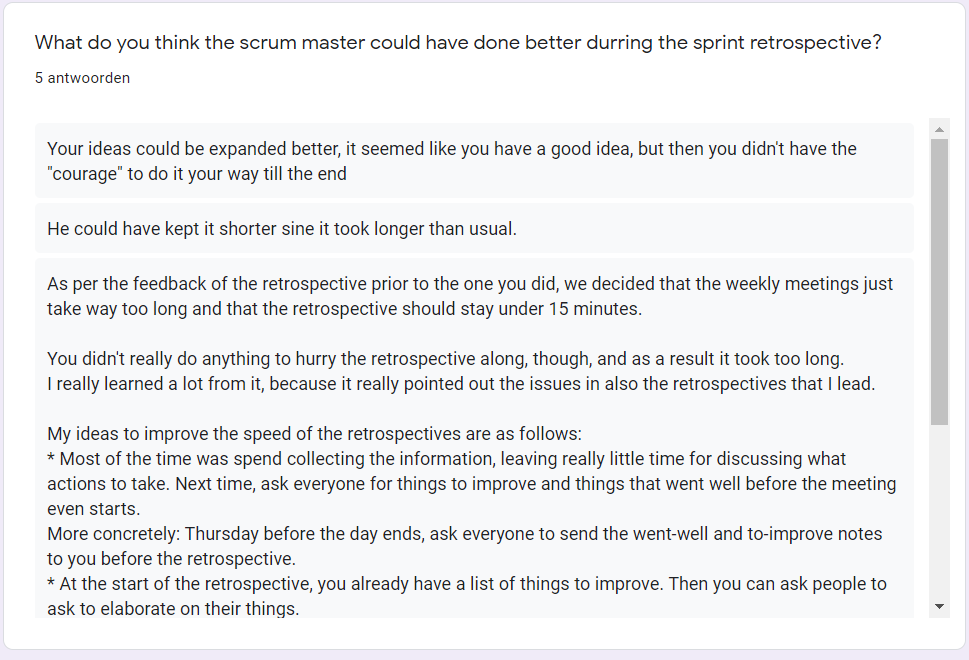 What do you think the scrum master could have done better durring the sprint retrospective?
5 antwoorden
Your ideas could be expanded better, it seemed like you have a good idea, but then you didn't have the
"courage" to do it your way till the end
He could have kept it shorter sine it took longer than usual.
As per the feedback of the retrospective prior to the one you did, we decided that the weekly meetings just
take way too long and that the retrospective should stay under 15 minutes.
You didn't really do anything to hurry the retrospective along, though, and as a result it took too long.
I really learned a lot from it, because it really pointed out the issues in also the retrospectives that I lead.
My ideas to improve the speed of the retrospectives are as follows:
* Most of the time was spend collecting the information, leaving really little time for discussing what
actions to take. Next time, ask everyone for things to improve and things that went well before the meeting
even starts.
More concretely: Thursday before the day ends, ask everyone to send the went-well and to-improve notes
to you before the retrospective.
* At the start of the retrospective, you already have a list of things to improve. Then you can ask people to
ask to elaborate on their things.